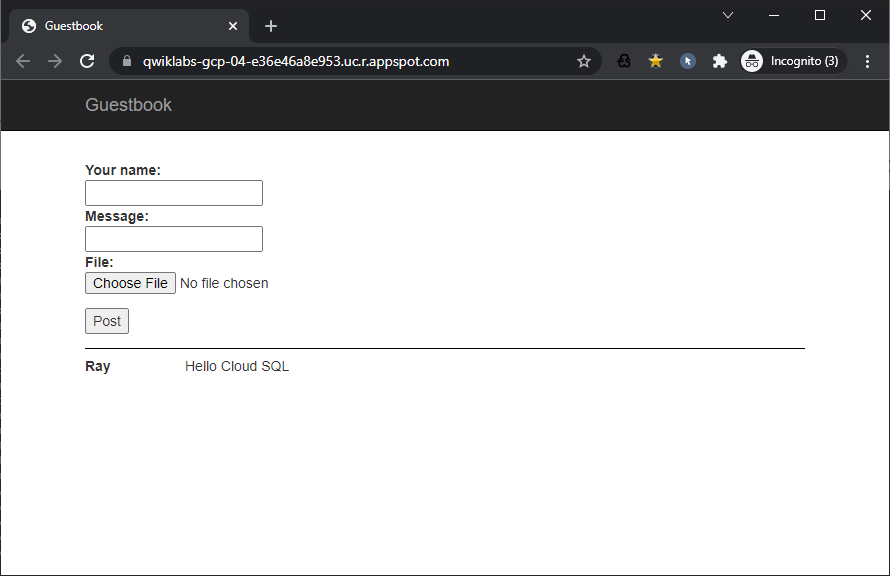 Guestbook
qwiklabs-gcp-04-e36e46a8e953.uc.r.appspot.com
Incognito (3)
Guestbook
Your name:
Message:
File:
Choose File No file chosen
Post
Ray Hello Cloud SQL